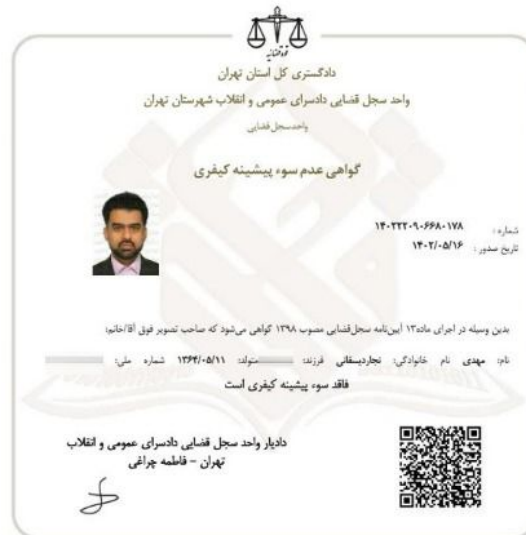 قوه قضائیه
دادگستری کل استان تهران
واحد سجل قضایی دادسرای عمومی و انقلاب شهرستان تهران
واحدسجل‌قضایی
گواهی عدم سوء پیشینه کیفری
شماره : ۱۴۰۲۲۲۰۹۰۶۶۸۰۱۷۸
تاریخ صدور : ۱۴۰۲/۰۵/۱۶
بدین وسیله در اجرای ماده۱۳ آیین‌نامه سجل‌قضایی مصوب ۱۳۹۸ گواهی می‌شود که صاحب تصویر فوق آقا/خانم:
نام: مهدی نام خانوادگی: نجاردبسقانی فرزند: متولد: ۱۳۶۴/۰۵/۱۱ شماره ملی:
فاقد سوء پیشینه کیفری است
دادیار واحد سجل قضایی دادسرای عمومی و انقلاب
تهران - فاطمه چراغی